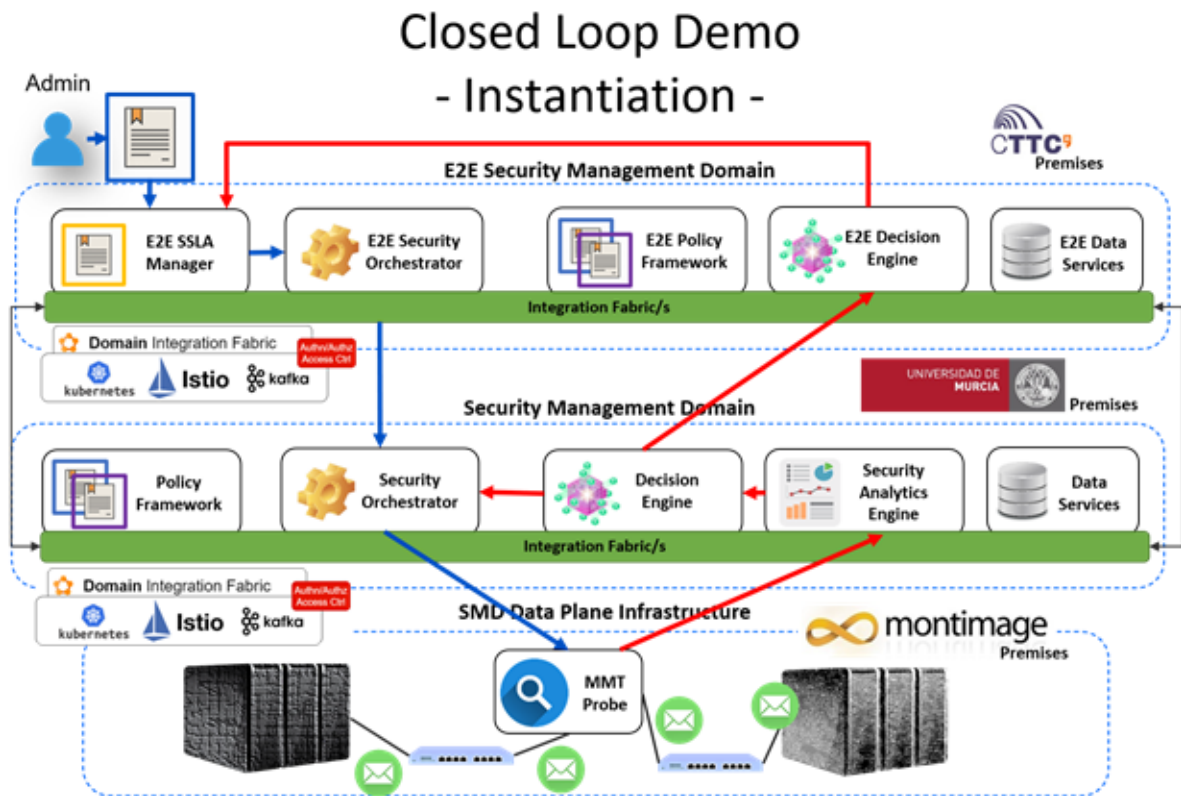 Closed Loop Demo
- Instantiation -
Admin
CTTC9
Premises
E2E Security Management Domain
E2E SSLA
Manager
E2E Security
Orchestrator
E2E Policy
Framework
E2E Decision
Engine
E2E Data
Services
Integration Fabric/s
Domain Integration Fabric
Authn/Authz
Access Ctrl
kubernetes
Istio
kafka
UNIVERSIDAD DE
MURCIA
Premises
Security Management Domain
Policy
Framework
Security
Orchestrator
Decision
Engine
Security
Analytics
Engine
Data
Services
Integration Fabric/s
Domain Integration Fabric
Authn/Authz
Access Ctrl
kubernetes
Istio
kafka
SMD Data Plane Infrastructure
montimage
Premises
MMT
Probe